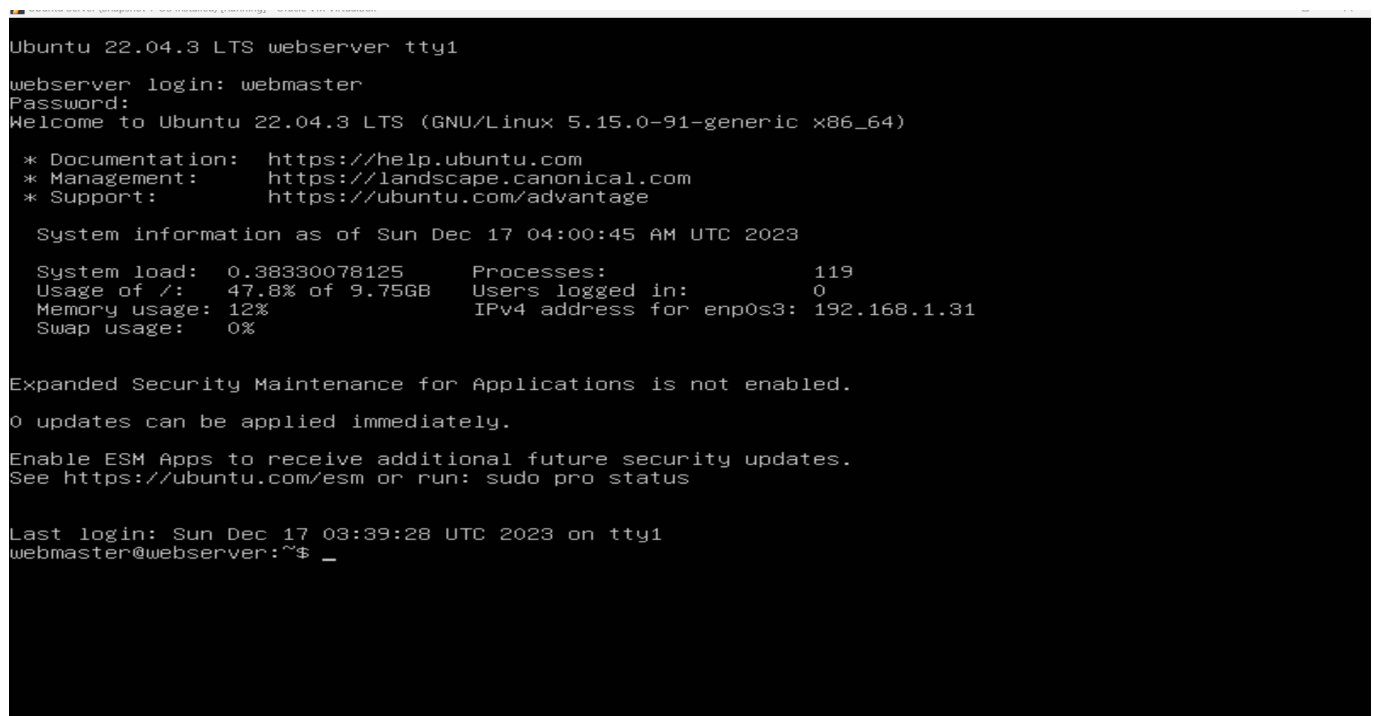 Ubuntu 22.04.3 LTS webserver tty1
webserver login: webmaster
Password:
Welcome to Ubuntu 22.04.3 LTS (GNU/Linux 5.15.0-91-generic x86_64)
* Documentation: https://help.ubuntu.com
* Management: https://landscape.canonical.com
* Support: https://ubuntu.com/advantage
System information as of Sun Dec 17 04:00:45 AM UTC 2023
System load: 0.38330078125 Processes: 119
Usage of /: 47.8% of 9.75GB Users logged in: 0
Memory usage: 12% IPv4 address for enp0s3: 192.168.1.31
Swap usage: 0%
Expanded Security Maintenance for Applications is not enabled.
0 updates can be applied immediately.
Enable ESM Apps to receive additional future security updates.
See https://ubuntu.com/esm or run: sudo pro status
Last login: Sun Dec 17 03:39:28 UTC 2023 on tty1
webmaster@webserver:~$ _